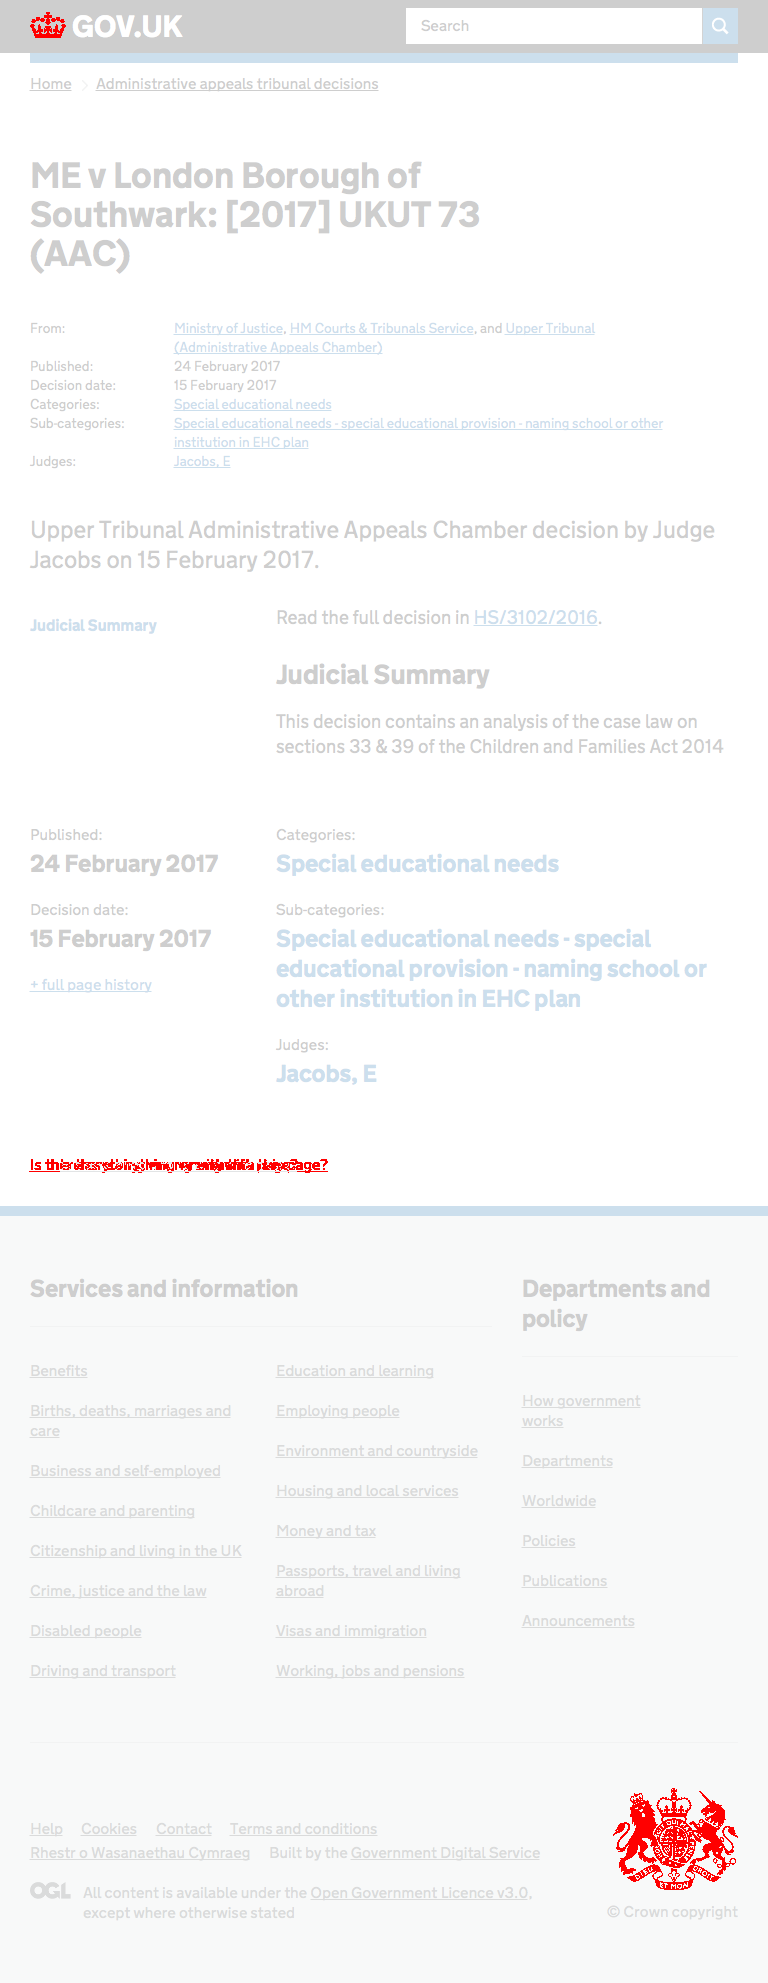 GOV.UK
Search
Home
Administrative appeals tribunal decisions
ME v London Borough of
Southwark: [2017] UKUT 73
(AAC)
From: Ministry of Justice, HM Courts & Tribunals Service, and Upper Tribunal
(Administrative Appeals Chamber)
Published: 24 February 2017
Decision date: 15 February 2017
Categories: Special educational needs
Sub-categories: Special educational needs - special educational provision - naming school or other
institution in EHC plan
Judges: Jacobs, E
Upper Tribunal Administrative Appeals Chamber decision by Judge
Jacobs on 15 February 2017.
Judicial Summary
Read the full decision in HS/3102/2016.
Judicial Summary
This decision contains an analysis of the case law on
sections 33 & 39 of the Children and Families Act 2014
Published:
24 February 2017
Decision date:
15 February 2017
+ full page history
Categories:
Special educational needs
Sub-categories:
Special educational needs - special
educational provision - naming school or
other institution in EHC plan
Judges:
Jacobs, E
Services and information
Benefits
Births, deaths, marriages and
care
Business and self-employed
Childcare and parenting
Citizenship and living in the UK
Crime, justice and the law
Disabled people
Driving and transport
Education and learning
Employing people
Environment and countryside
Housing and local services
Money and tax
Passports, travel and living
abroad
Visas and immigration
Working, jobs and pensions
Departments and
policy
How government
works
Departments
Worldwide
Policies
Publications
Announcements
Help Cookies Contact Terms and conditions
Rhestr o Wasanaethau Cymraeg Built by the Government Digital Service
OGL All content is available under the Open Government Licence v3.0,
except where otherwise stated
© Crown copyright